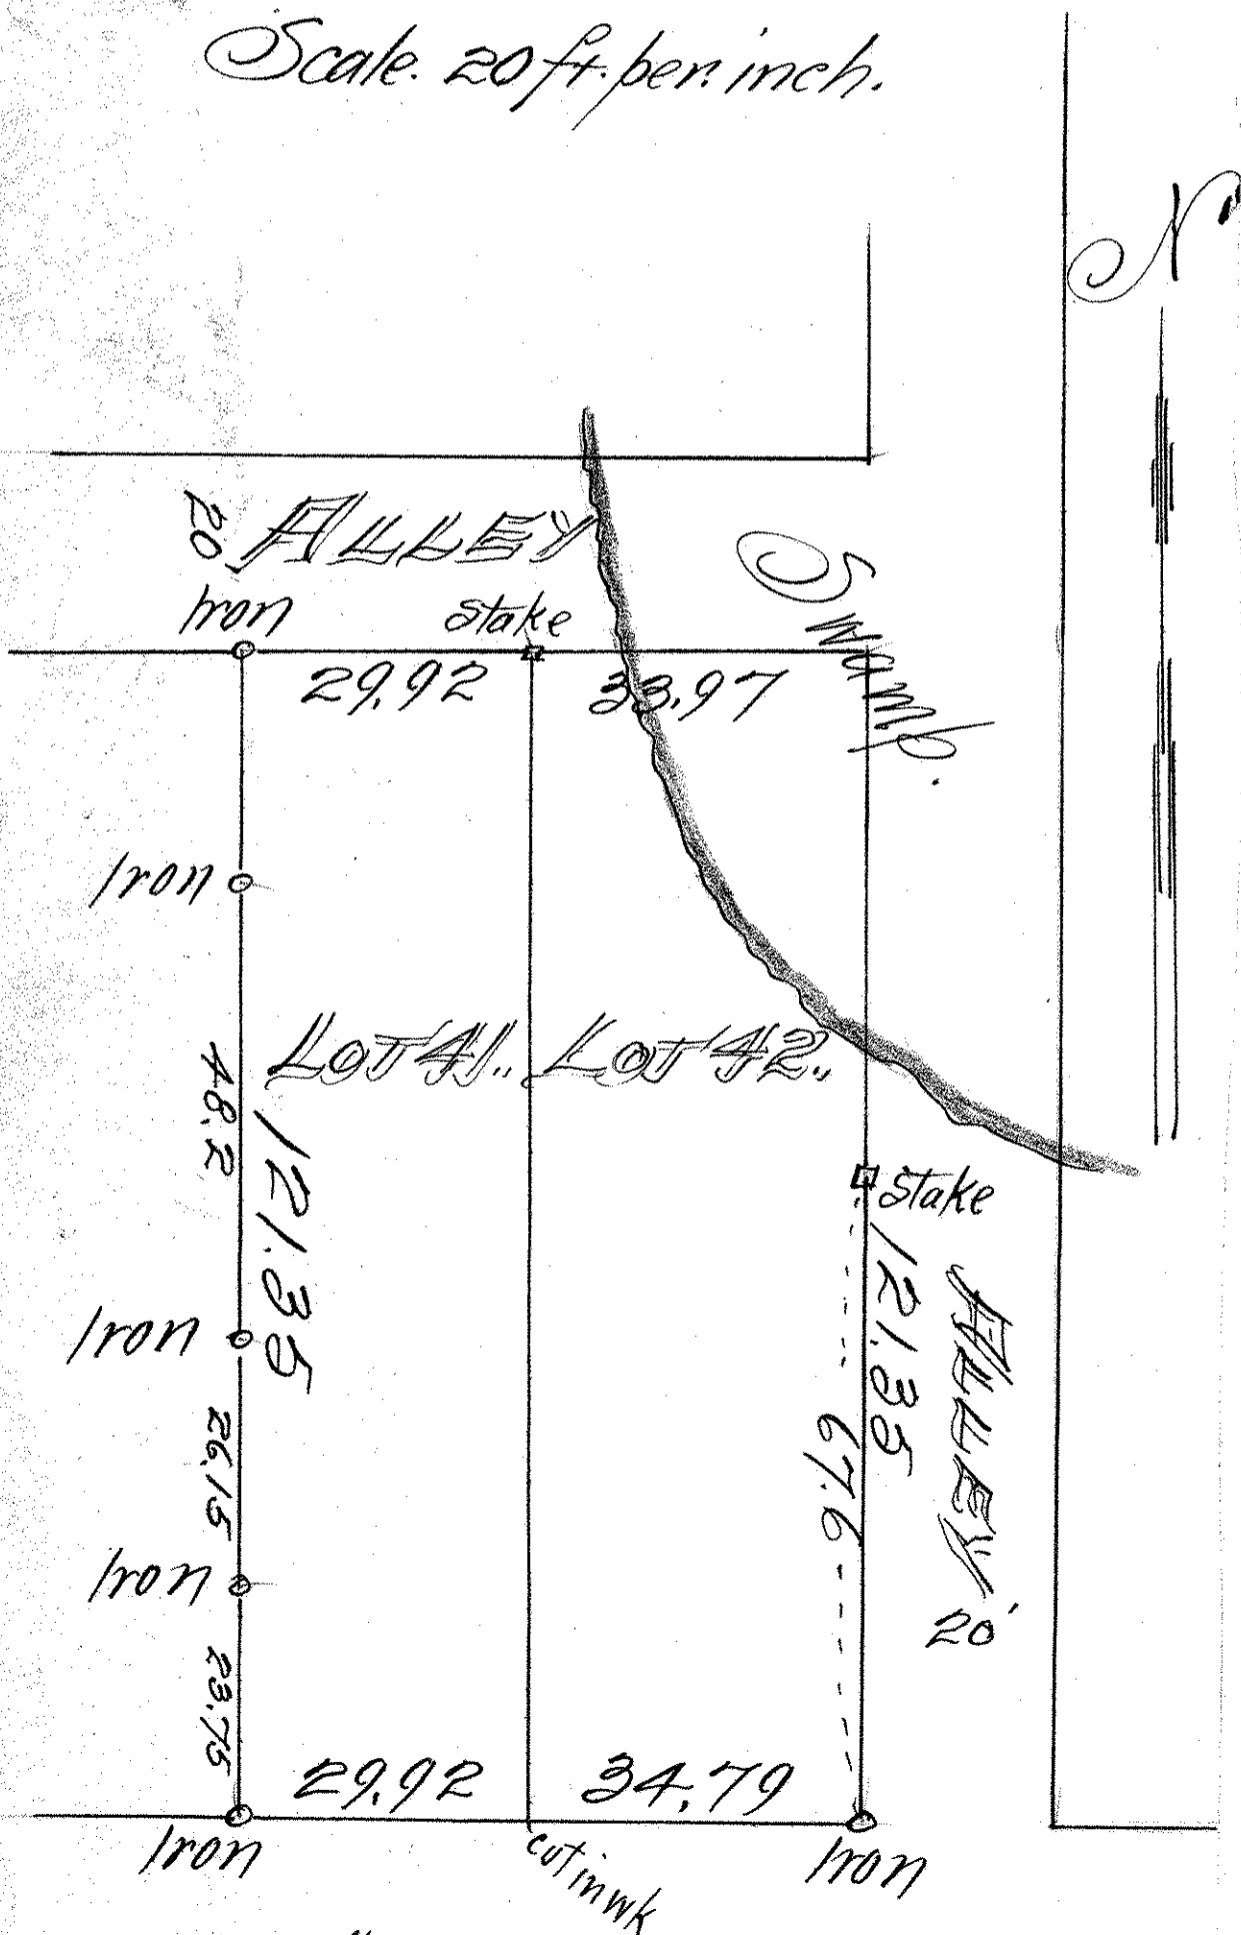 Scale. 20 ft. per. inch.
N
ALLEY
20'
Swamp.
Iron
stake
29.92
33.97
Iron
LOT 41.. LOT 42..
48.2
121.35
stake
121.35
ALLEY
20'
Iron
26.15
67.6
Iron
23.75
29.92
34.79
Iron
cut in wk
Iron